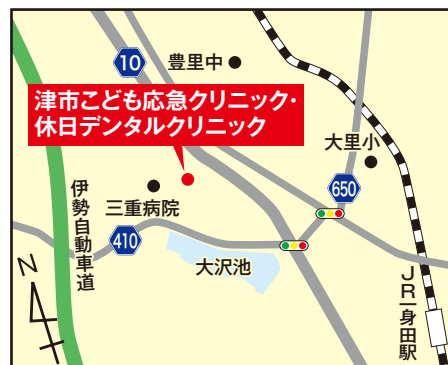 豊里中
10
津市こども応急クリニック・
休日デンタルクリニック
大里小
650
三重病院
伊勢自動車道
410
大沢池
N
JR一身田駅